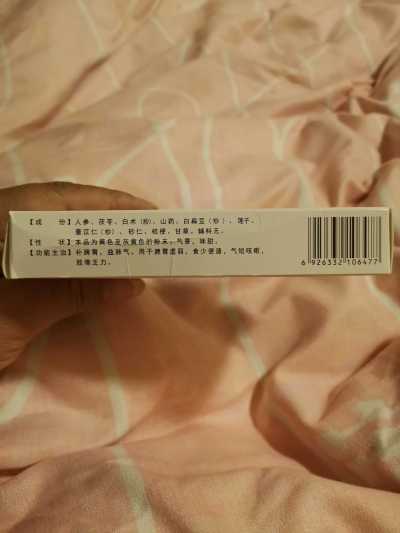 【成　　份】人参、茯苓、白术(炒)、山药、白扁豆(炒)、莲子、
薏苡仁(炒)、砂仁、桔梗、甘草，辅料无。
【性　　状】本品为黄色至灰黄色的粉末；气香，味甜。
【功能主治】补脾胃，益肺气。用于脾胃虚弱，食少便溏，气短咳嗽，
肢倦乏力。
6 926332 106477